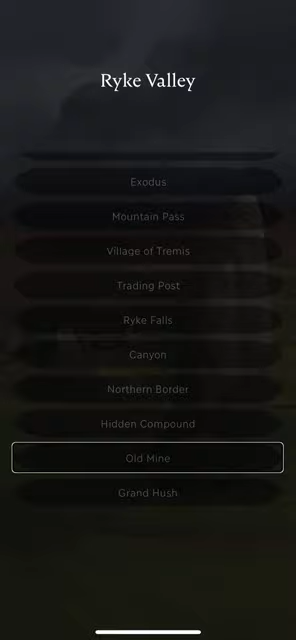 Ryke Valley
Exodus
Mountain Pass
Village of Tremis
Trading Post
Ryke Falls
Canyon
Northern Border
Hidden Compound
Old Mine
Grand Hush